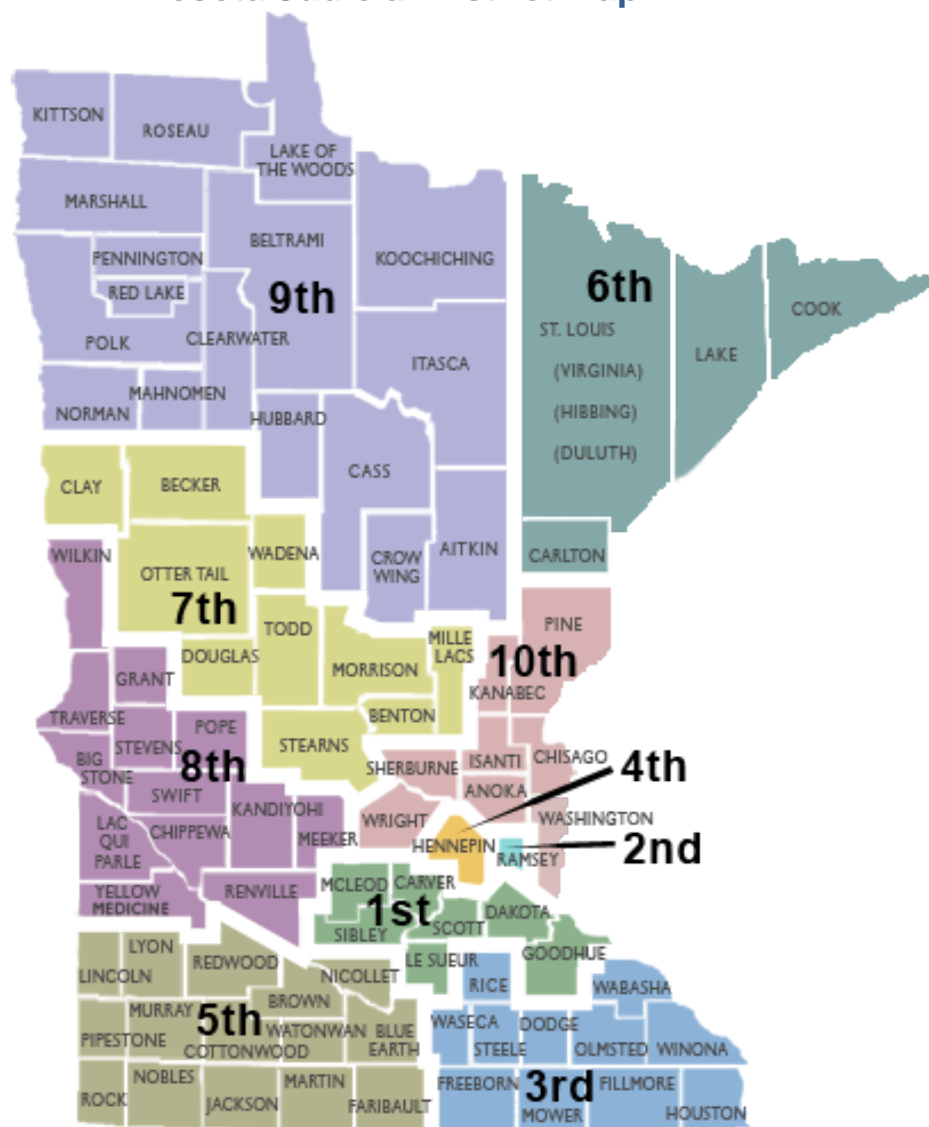 KITTSON
ROSEAU
LAKE OF
THE WOODS
MARSHALL
BELTRAMI
KOOCHICHING
PENNINGTON
RED LAKE
9th
6th
COOK
POLK
CLEARWATER
ST. LOUIS
LAKE
ITASCA
(VIRGINIA)
MAHNOMEN
NORMAN
HUBBARD
(HIBBING)
(DULUTH)
CASS
CLAY
BECKER
WILKIN
WADENA
AITKIN
CARLTON
CROW
WING
OTTER TAIL
7th
TODD
PINE
MILLE
LACS
DOUGLAS
MORRISON
10th
GRANT
KANABEC
TRAVERSE
BENTON
POPE
STEVENS
STEARNS
BIG
STONE
8th
SHERBURNE
ISANTI
CHISAGO
4th
SWIFT
ANOKA
KANDIYOHI
WRIGHT
WASHINGTON
LAC
QUI
PARLE
CHIPPEWA
MEEKER
HENNEPIN
RAMSEY
2nd
YELLOW
MEDICINE
RENVILLE
MCLEOD
CARVER
1st
DAKOTA
SIBLEY
SCOTT
LYON
LE SUEUR
GOODHUE
LINCOLN
REDWOOD
NICOLLET
RICE
WABASHA
MURRAY
BROWN
5th
PIPESTONE
COTTONWOOD
WATONWAN
BLUE
EARTH
WASECA
DODGE
STEELE
OLMSTED
WINONA
ROCK
NOBLES
JACKSON
MARTIN
FARIBAULT
FREEBORN
3rd
MOWER
FILLMORE
HOUSTON